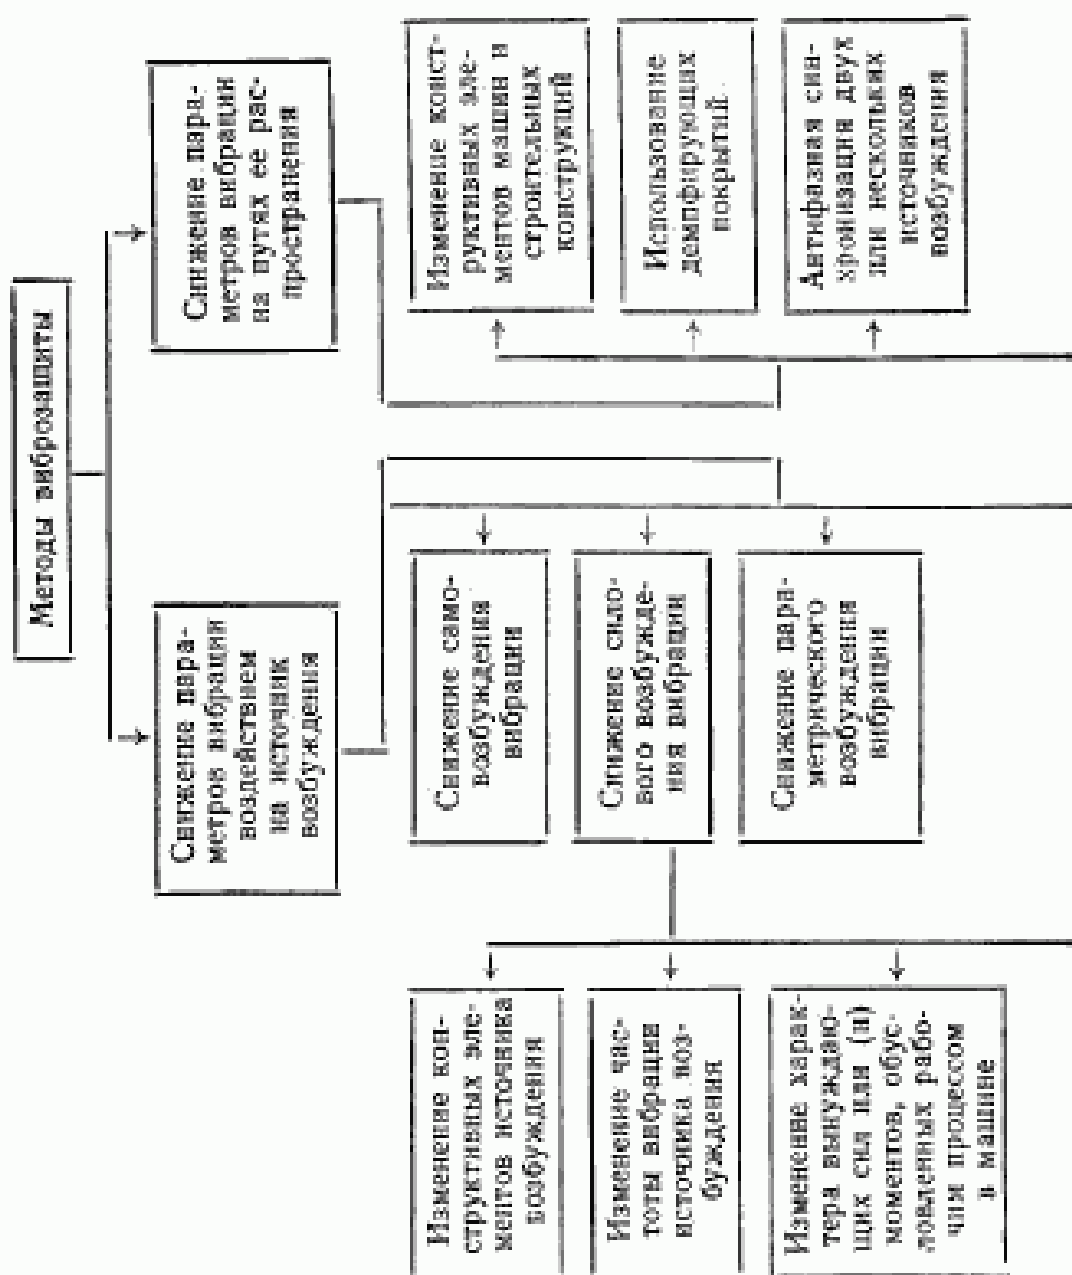 Методы виброзащиты
Снижение пара-
метров вибрации
воздействием
на источник
возбуждения
Снижение пара-
метров вибрации
на путях ее рас-
пространения
Снижение само-
возбуждения
вибрации
Снижение сило-
вого возбужде-
ния вибрации
Снижение пара-
метрического
возбуждения
вибрации
Изменение конст-
руктивных эле-
ментов машин и
строительных
конструкций
Использование
демпфирующих
покрытий
Антифазная син-
хронизация двух
или нескольких
источников
возбуждения
Изменение кон-
структивных эле-
ментов источника
возбуждения
Изменение час-
тоты вибрации
источника воз-
буждения
Изменение харак-
тера вынуждаю-
щих сил или (и)
моментов, обус-
ловленных рабо-
чим процессом
в машине